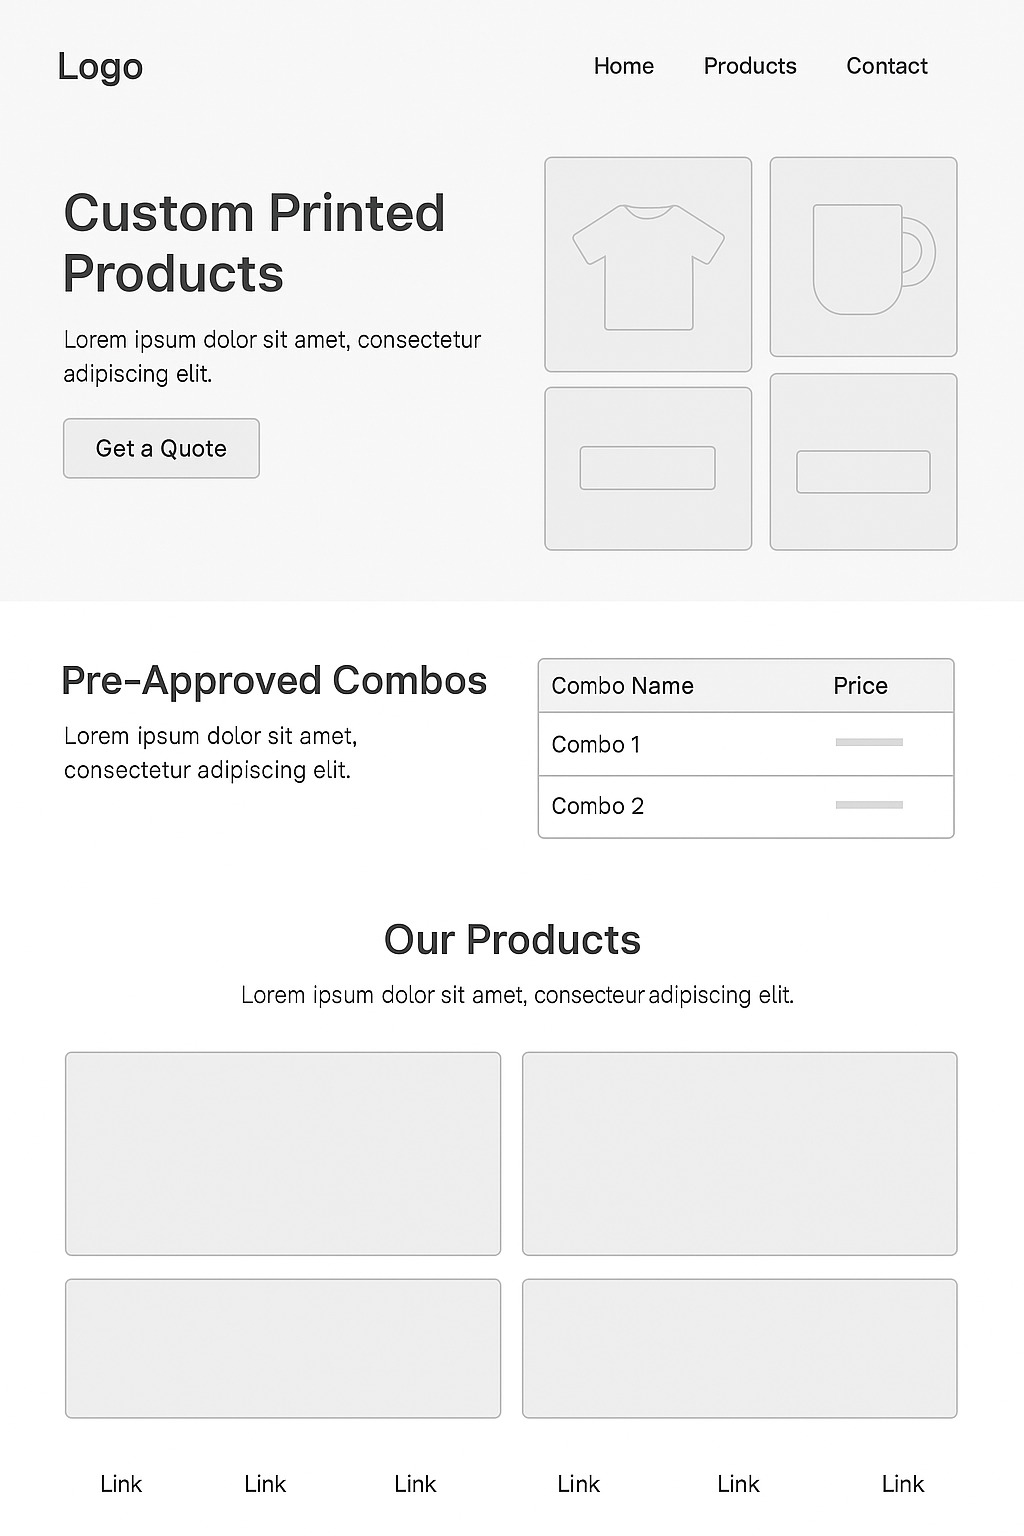 Logo
Home
Products
Contact
Custom Printed
Products
Lorem ipsum dolor sit amet, consectetur
adipiscing elit.
Get a Quote
Pre-Approved Combos
Lorem ipsum dolor sit amet,
consectetur adipiscing elit.
Combo Name
Price
Combo 1
Combo 2
Our Products
Lorem ipsum dolor sit amet, consecteur adipiscing elit.
Link
Link
Link
Link
Link
Link